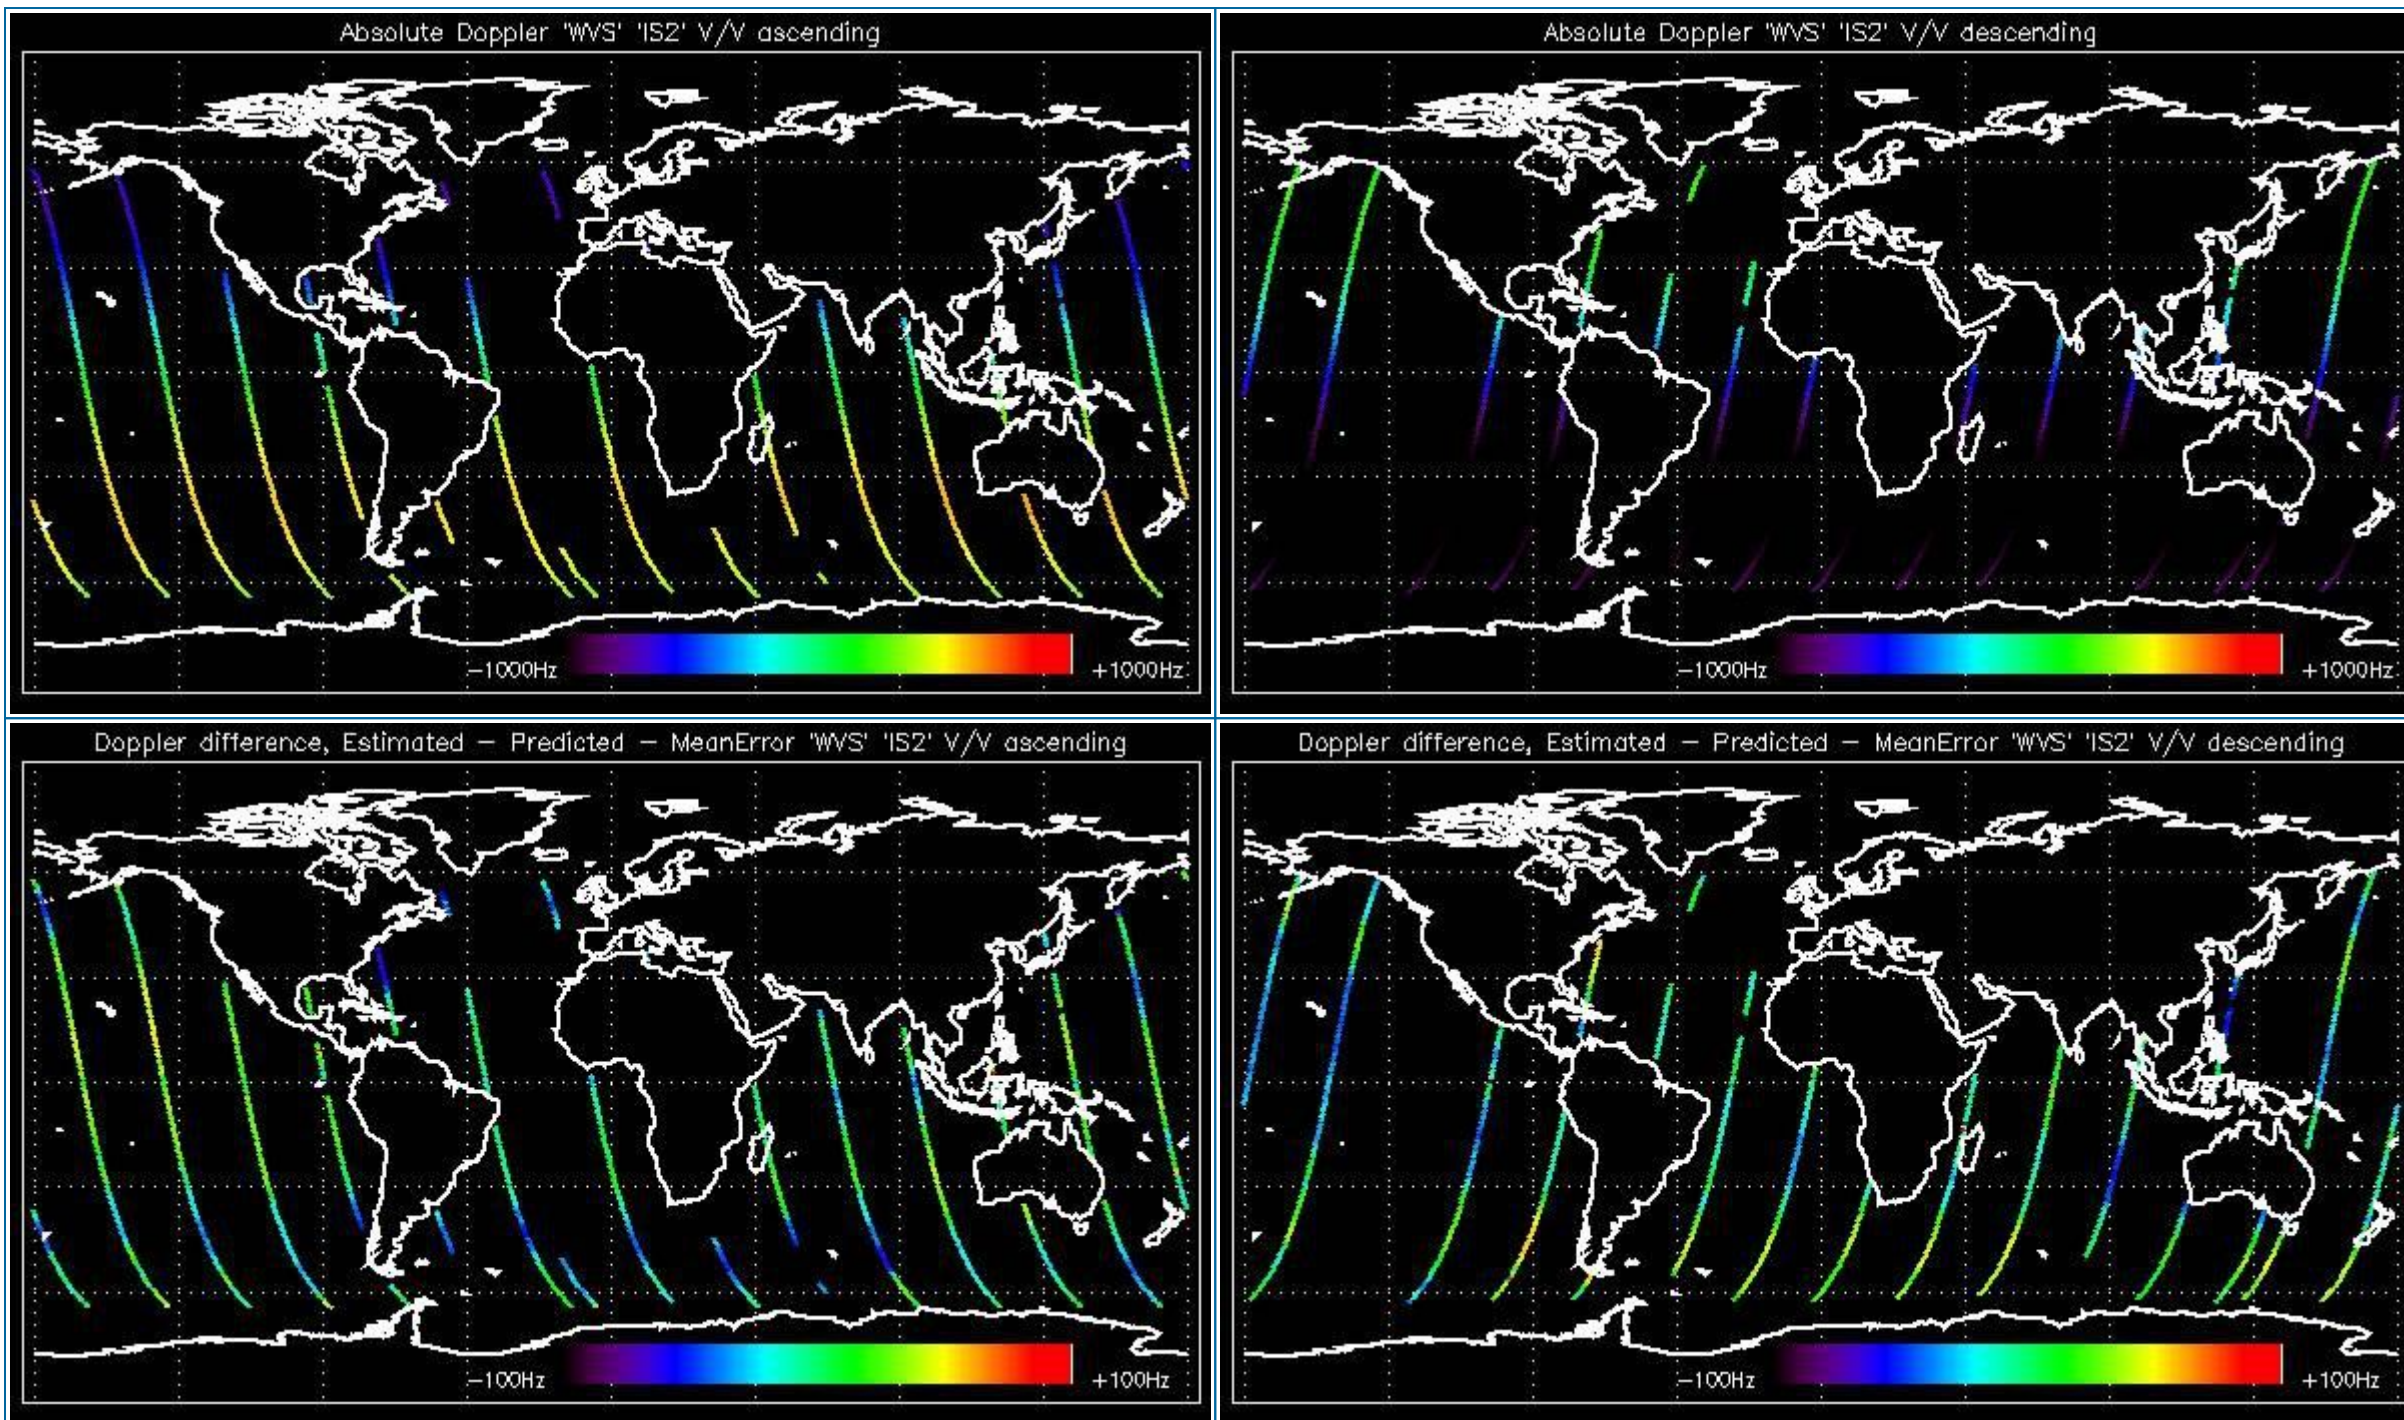 Absolute Doppler 'WVS' 'IS2' V/V ascending
-1000Hz
+1000Hz
Absolute Doppler 'WVS' 'IS2' V/V descending
-1000Hz
+1000Hz
Doppler difference, Estimated - Predicted - MeanError 'WVS' 'IS2' V/V ascending
-100Hz
+100Hz
Doppler difference, Estimated - Predicted - MeanError 'WVS' 'IS2' V/V descending
-100Hz
+100Hz